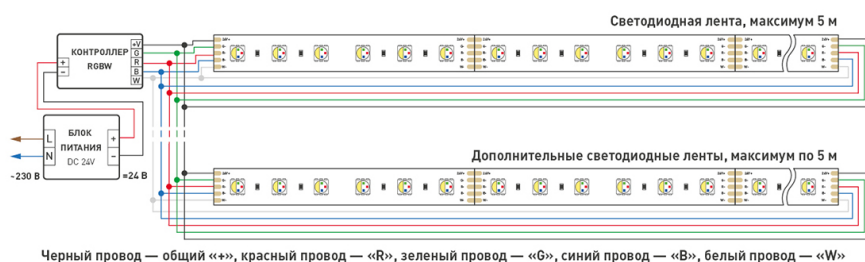 Светодиодная лента, максимум 5 м
КОНТРОЛЛЕР
RGBW
+V
G
R
B
W
+
−
24V+
G-
R-
B-
W-
БЛОК
ПИТАНИЯ
DC 24V
L
N
+
−
~230 В
=24 В
Дополнительные светодиодные ленты, максимум по 5 м
Черный провод — общий «+», красный провод — «R», зеленый провод — «G», синий провод — «B», белый провод — «W»